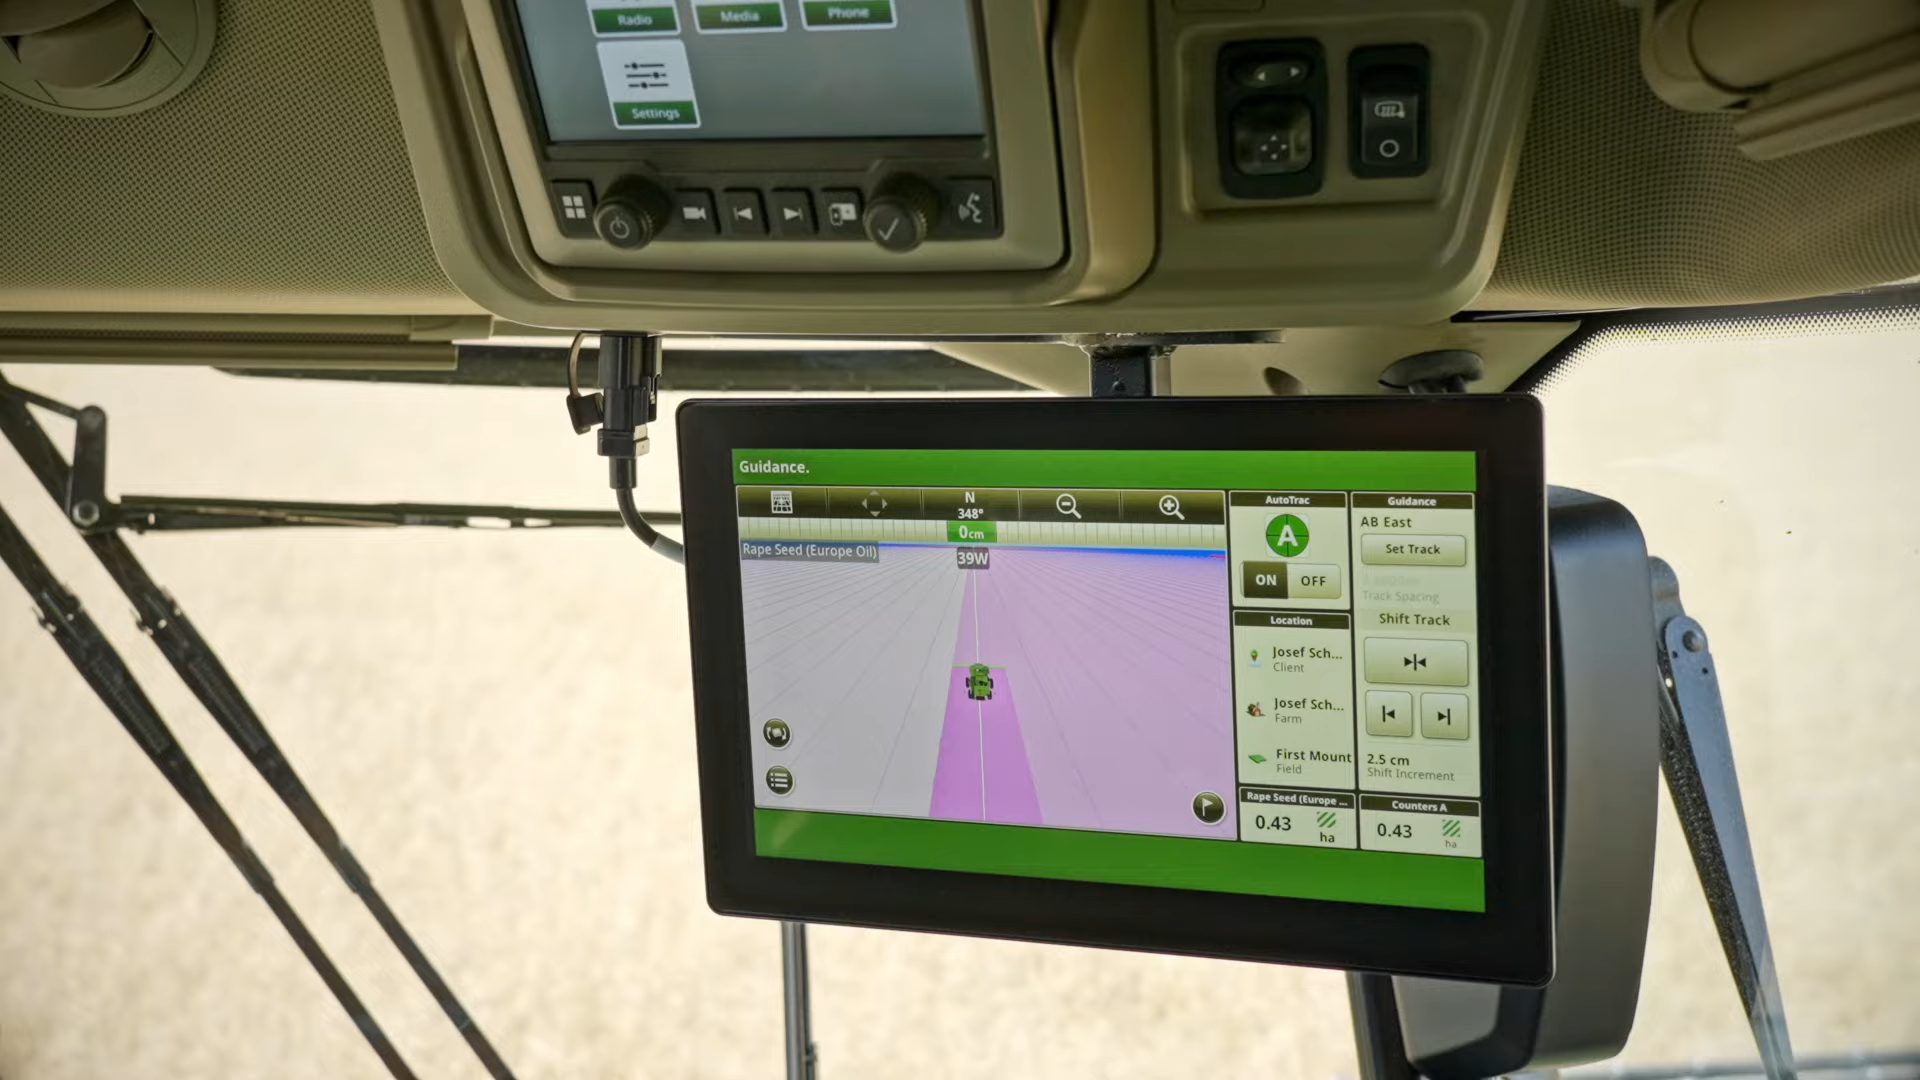 Radio
Media
Phone
Settings
Guidance.
N
348°
0cm
39W
Rape Seed (Europe Oil)
AutoTrac
A
ON
OFF
Location
Josef Sch...
Client
Josef Sch...
Farm
First Mount
Field
Guidance
AB East
Set Track
Track Spacing
Shift Track
2.5 cm
Shift Increment
Rape Seed (Europe ...
0.43
ha
Counters A
0.43
ha